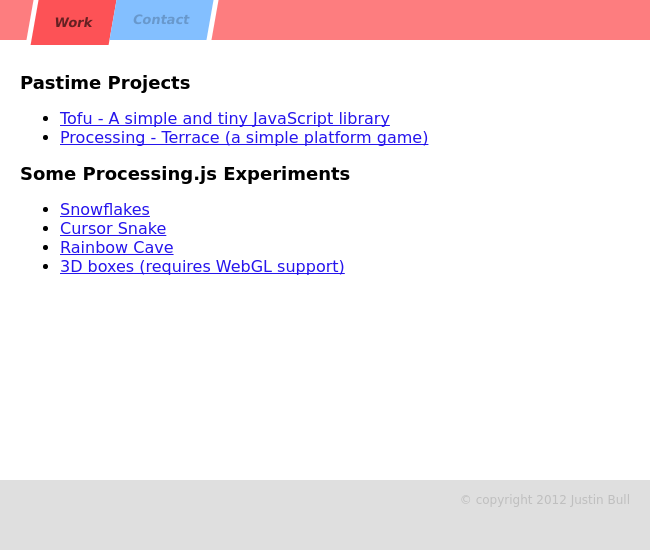 Work
Contact
Pastime Projects
Tofu - A simple and tiny JavaScript library
Processing - Terrace (a simple platform game)
Some Processing.js Experiments
Snowflakes
Cursor Snake
Rainbow Cave
3D boxes (requires WebGL support)
© copyright 2012 Justin Bull